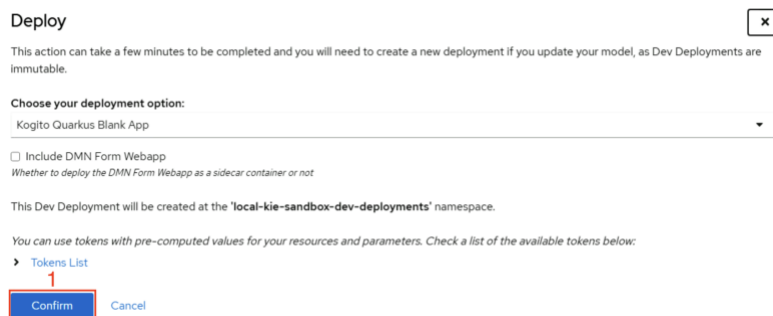 Deploy
This action can take a few minutes to be completed and you will need to create a new deployment if you update your model, as Dev Deployments are
immutable.
Choose your deployment option:
Kogito Quarkus Blank App
Include DMN Form Webapp
Whether to deploy the DMN Form Webapp as a sidecar container or not
This Dev Deployment will be created at the 'local-kie-sandbox-dev-deployments' namespace.
You can use tokens with pre-computed values for your resources and parameters. Check a list of the available tokens below:
Tokens List
1
Confirm Cancel